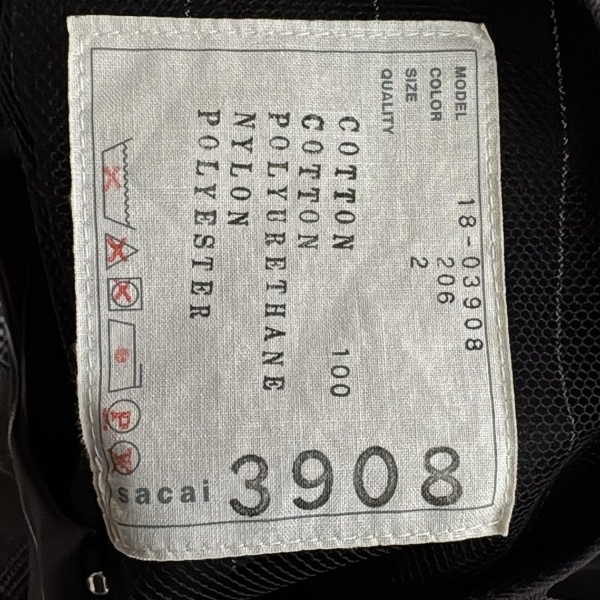 MODEL 18-03908
COLOR 206
SIZE 2
QUALITY
COTTON 100
COTTON
POLYURETHANE
NYLON
POLYESTER
P
sacai 3908